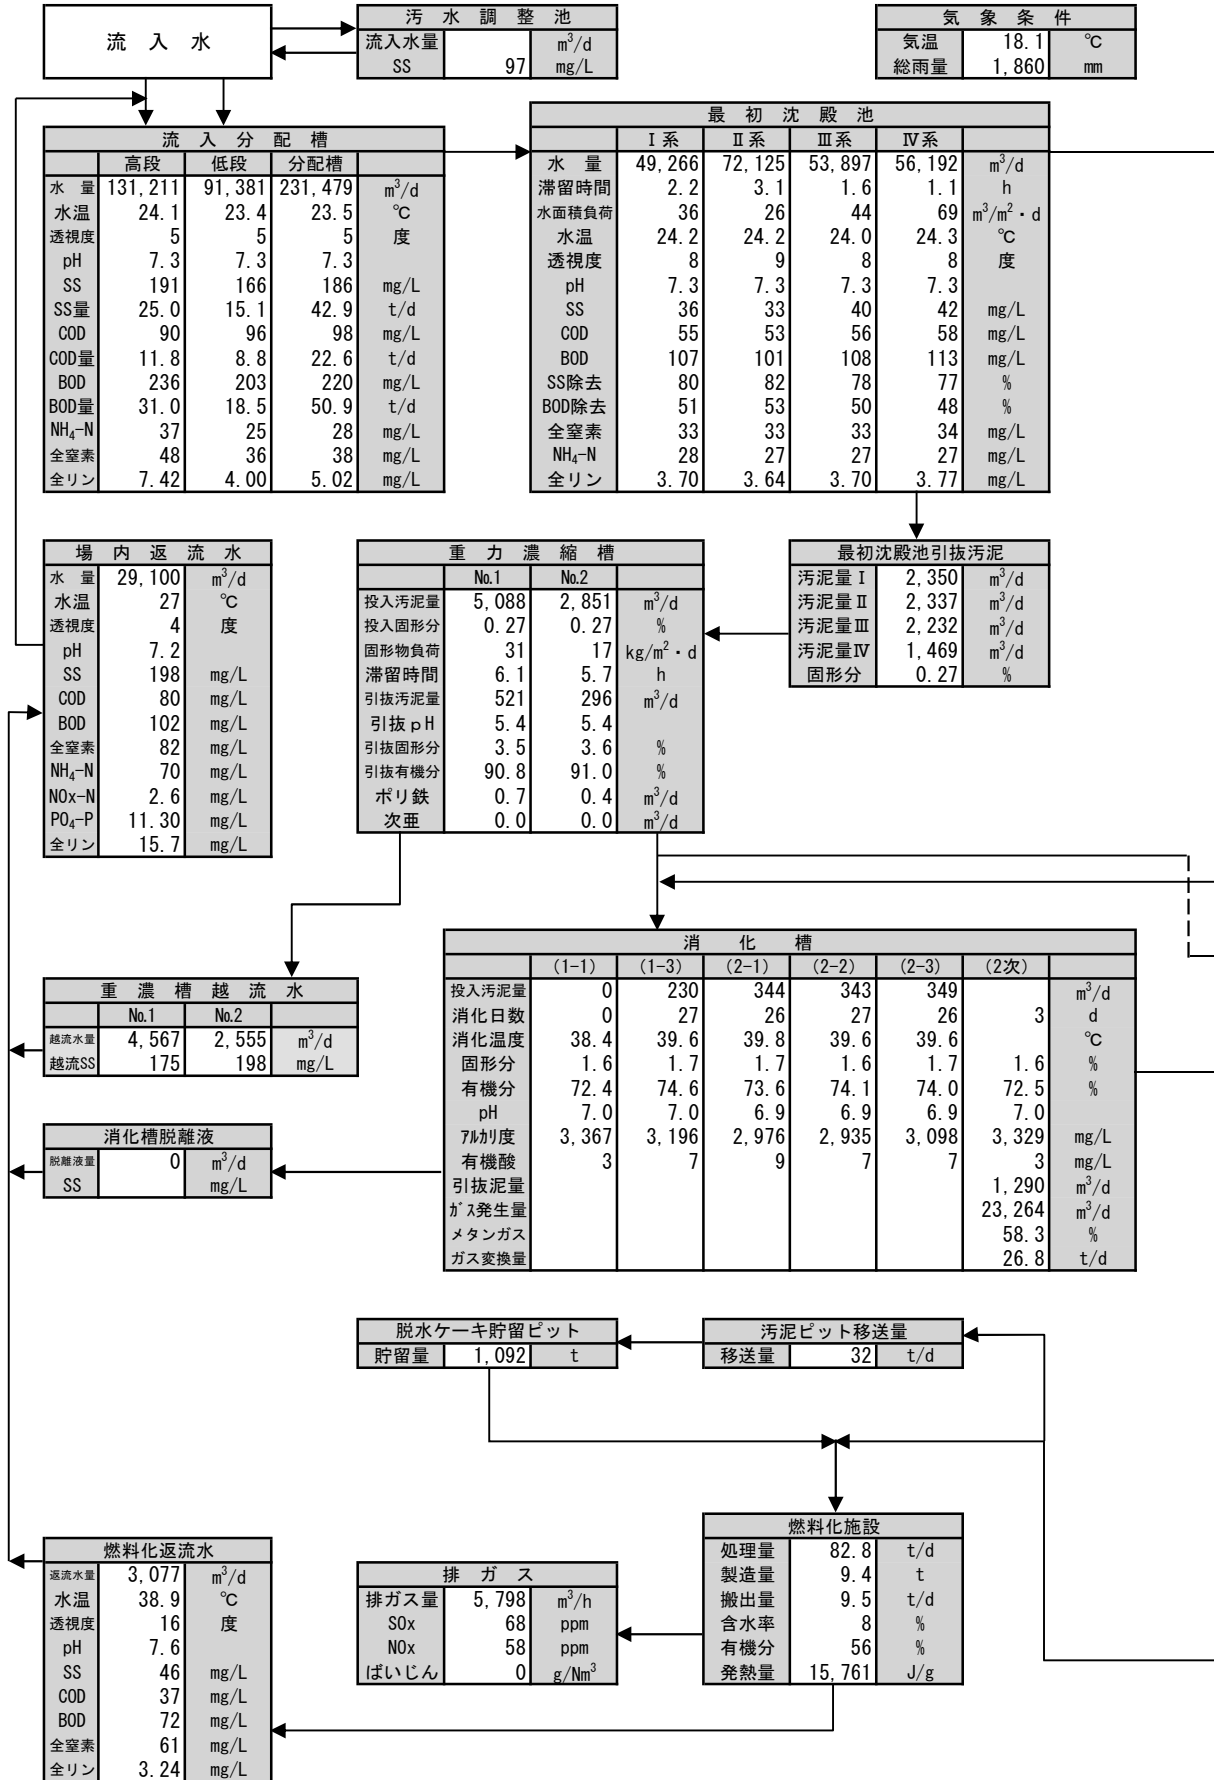 流 入 水
汚 水 調 整 池
流入水量 m³/d
SS 97 mg/L
気 象 条 件
気温 18.1 ℃
総雨量 1,860 mm
流 入 分 配 槽
高段 低段 分配槽
水 量 131,211 91,381 231,479 m³/d
水温 24.1 23.4 23.5 ℃
透視度 5 5 5 度
pH 7.3 7.3 7.3
SS 191 166 186 mg/L
SS量 25.0 15.1 42.9 t/d
COD 90 96 98 mg/L
COD量 11.8 8.8 22.6 t/d
BOD 236 203 220 mg/L
BOD量 31.0 18.5 50.9 t/d
NH₄-N 37 25 28 mg/L
全窒素 48 36 38 mg/L
全リン 7.42 4.00 5.02 mg/L
最 初 沈 殿 池
Ⅰ系 Ⅱ系 Ⅲ系 Ⅳ系
水 量 49,266 72,125 53,897 56,192 m³/d
滞留時間 2.2 3.1 1.6 1.1 h
水面積負荷 36 26 44 69 m³/m²・d
水温 24.2 24.2 24.0 24.3 ℃
透視度 8 9 8 8 度
pH 7.3 7.3 7.3 7.3
SS 36 33 40 42 mg/L
COD 55 53 56 58 mg/L
BOD 107 101 108 113 mg/L
SS除去 80 82 78 77 %
BOD除去 51 53 50 48 %
全窒素 33 33 33 34 mg/L
NH₄-N 28 27 27 27 mg/L
全リン 3.70 3.64 3.70 3.77 mg/L
場 内 返 流 水
水 量 29,100 m³/d
水温 27 ℃
透視度 4 度
pH 7.2
SS 198 mg/L
COD 80 mg/L
BOD 102 mg/L
全窒素 82 mg/L
NH₄-N 70 mg/L
NOx-N 2.6 mg/L
PO₄-P 11.30 mg/L
全リン 15.7 mg/L
重 力 濃 縮 槽
№1 №2
投入汚泥量 5,088 2,851 m³/d
投入固形分 0.27 0.27 %
固形物負荷 31 17 kg/m²・d
滞留時間 6.1 5.7 h
引抜汚泥量 521 296 m³/d
引抜pH 5.4 5.4
引抜固形分 3.5 3.6 %
引抜有機分 90.8 91.0 %
ポリ鉄 0.7 0.4 m³/d
次亜 0.0 0.0 m³/d
最初沈殿池引抜汚泥
汚泥量Ⅰ 2,350 m³/d
汚泥量Ⅱ 2,337 m³/d
汚泥量Ⅲ 2,232 m³/d
汚泥量Ⅳ 1,469 m³/d
固形分 0.27 %
重 濃 槽 越 流 水
№1 №2
越流水量 4,567 2,555 m³/d
越流SS 175 198 mg/L
消 化 槽
(1-1) (1-3) (2-1) (2-2) (2-3) (2次)
投入汚泥量 0 230 344 343 349 m³/d
消化日数 0 27 26 27 26 3 d
消化温度 38.4 39.6 39.8 39.6 39.6 ℃
固形分 1.6 1.7 1.7 1.6 1.7 1.6 %
有機分 72.4 74.6 73.6 74.1 74.0 72.5 %
pH 7.0 7.0 6.9 6.9 6.9 7.0
ｱﾙｶﾘ度 3,367 3,196 2,976 2,935 3,098 3,329 mg/L
有機酸 3 7 9 7 7 3 mg/L
引抜泥量 1,290 m³/d
ｶﾞｽ発生量 23,264 m³/d
メタンガス 58.3 %
ガス変換量 26.8 t/d
消化槽脱離液
脱離液量 0 m³/d
SS mg/L
脱水ケーキ貯留ピット
貯留量 1,092 t
汚泥ピット移送量
移送量 32 t/d
燃料化施設
処理量 82.8 t/d
製造量 9.4 t
搬出量 9.5 t/d
含水率 8 %
有機分 56 %
発熱量 15,761 J/g
排 ガ ス
排ガス量 5,798 m³/h
SOx 68 ppm
NOx 58 ppm
ばいじん 0 g/Nm³
燃料化返流水
返流水量 3,077 m³/d
水温 38.9 ℃
透視度 16 度
pH 7.6
SS 46 mg/L
COD 37 mg/L
BOD 72 mg/L
全窒素 61 mg/L
全リン 3.24 mg/L